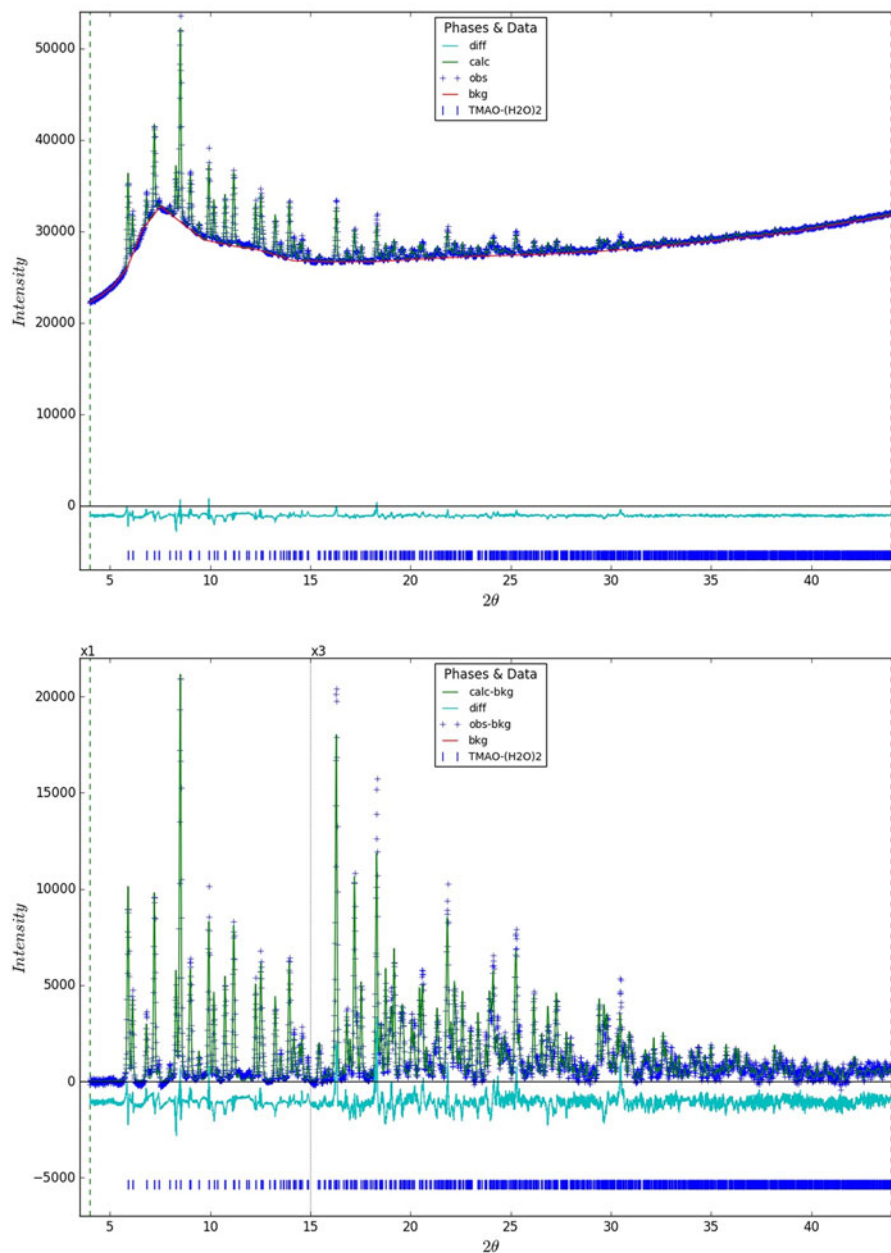 Phases & Data
diff
calc
obs
bkg
TMAO-(H2O)2
50000
40000
30000
20000
10000
0
Intensity
5 10 15 20 25 30 35 40
2θ
x1 x3
Phases & Data
calc-bkg
diff
obs-bkg
bkg
TMAO-(H2O)2
20000
15000
10000
5000
0
−5000
Intensity
5 10 15 20 25 30 35 40
2θ